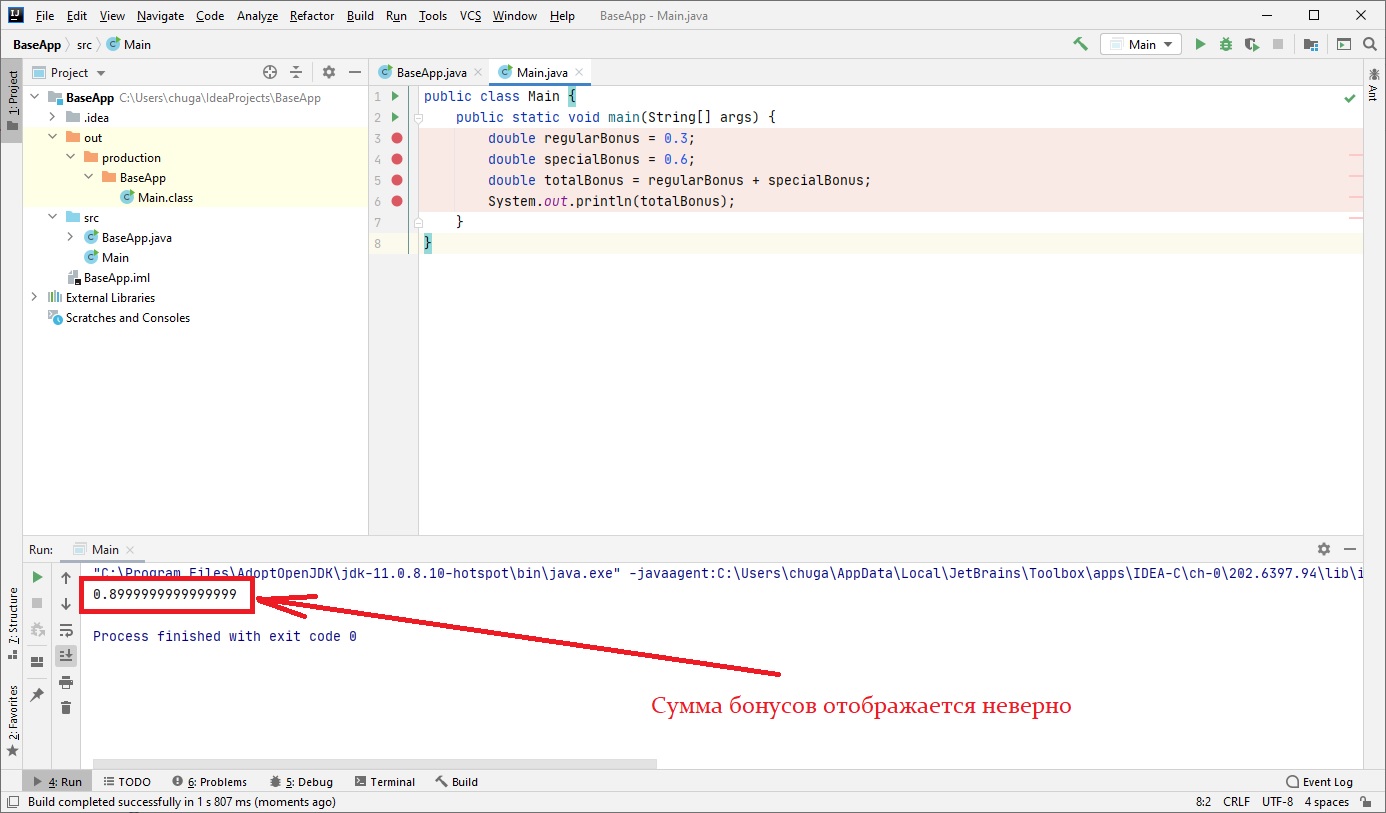 File Edit View Navigate Code Analyze Refactor Build Run Tools VCS Window Help BaseApp - Main.java
BaseApp src Main
Main
1: Project
Project
BaseApp.java
Main.java
Ant
BaseApp C:\Users\chuga\IdeaProjects\BaseApp
.idea
out
production
BaseApp
Main.class
src
BaseApp.java
Main
BaseApp.iml
External Libraries
Scratches and Consoles
1 public class Main {
2 public static void main(String[] args) {
3 double regularBonus = 0.3;
4 double specialBonus = 0.6;
5 double totalBonus = regularBonus + specialBonus;
6 System.out.println(totalBonus);
7 }
8 }
Run: Main
"C:\Program Files\AdoptOpenJDK\jdk-11.0.8.10-hotspot\bin\java.exe" -javaagent:C:\Users\chuga\AppData\Local\JetBrains\Toolbox\apps\IDEA-C\ch-0\202.6397.94\lib\i
0.8999999999999999
Process finished with exit code 0
Сумма бонусов отображается неверно
7: Structure
2: Favorites
4: Run TODO 6: Problems 5: Debug Terminal Build Event Log
Build completed successfully in 1 s 807 ms (moments ago) 8:2 CRLF UTF-8 4 spaces